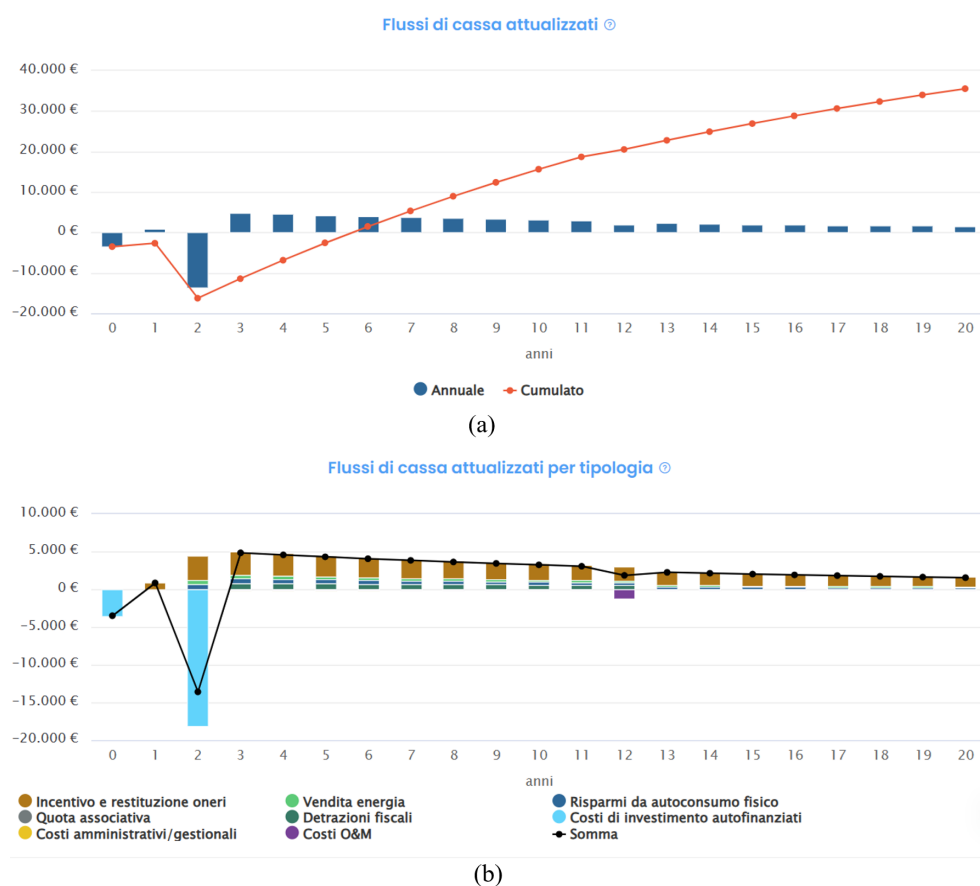 Flussi di cassa attualizzati ?
40.000 €
30.000 €
20.000 €
10.000 €
0 €
−10.000 €
−20.000 €
0 1 2 3 4 5 6 7 8 9 10 11 12 13 14 15 16 17 18 19 20
anni
Annuale Cumulato
(a)
Flussi di cassa attualizzati per tipologia ?
10.000 €
5.000 €
0 €
−5.000 €
−10.000 €
−15.000 €
−20.000 €
0 1 2 3 4 5 6 7 8 9 10 11 12 13 14 15 16 17 18 19 20
anni
Incentivo e restituzione oneri Vendita energia Risparmi da autoconsumo fisico
Quota associativa Detrazioni fiscali Costi di investimento autofinanziati
Costi amministrativi/gestionali Costi O&M Somma
(b)